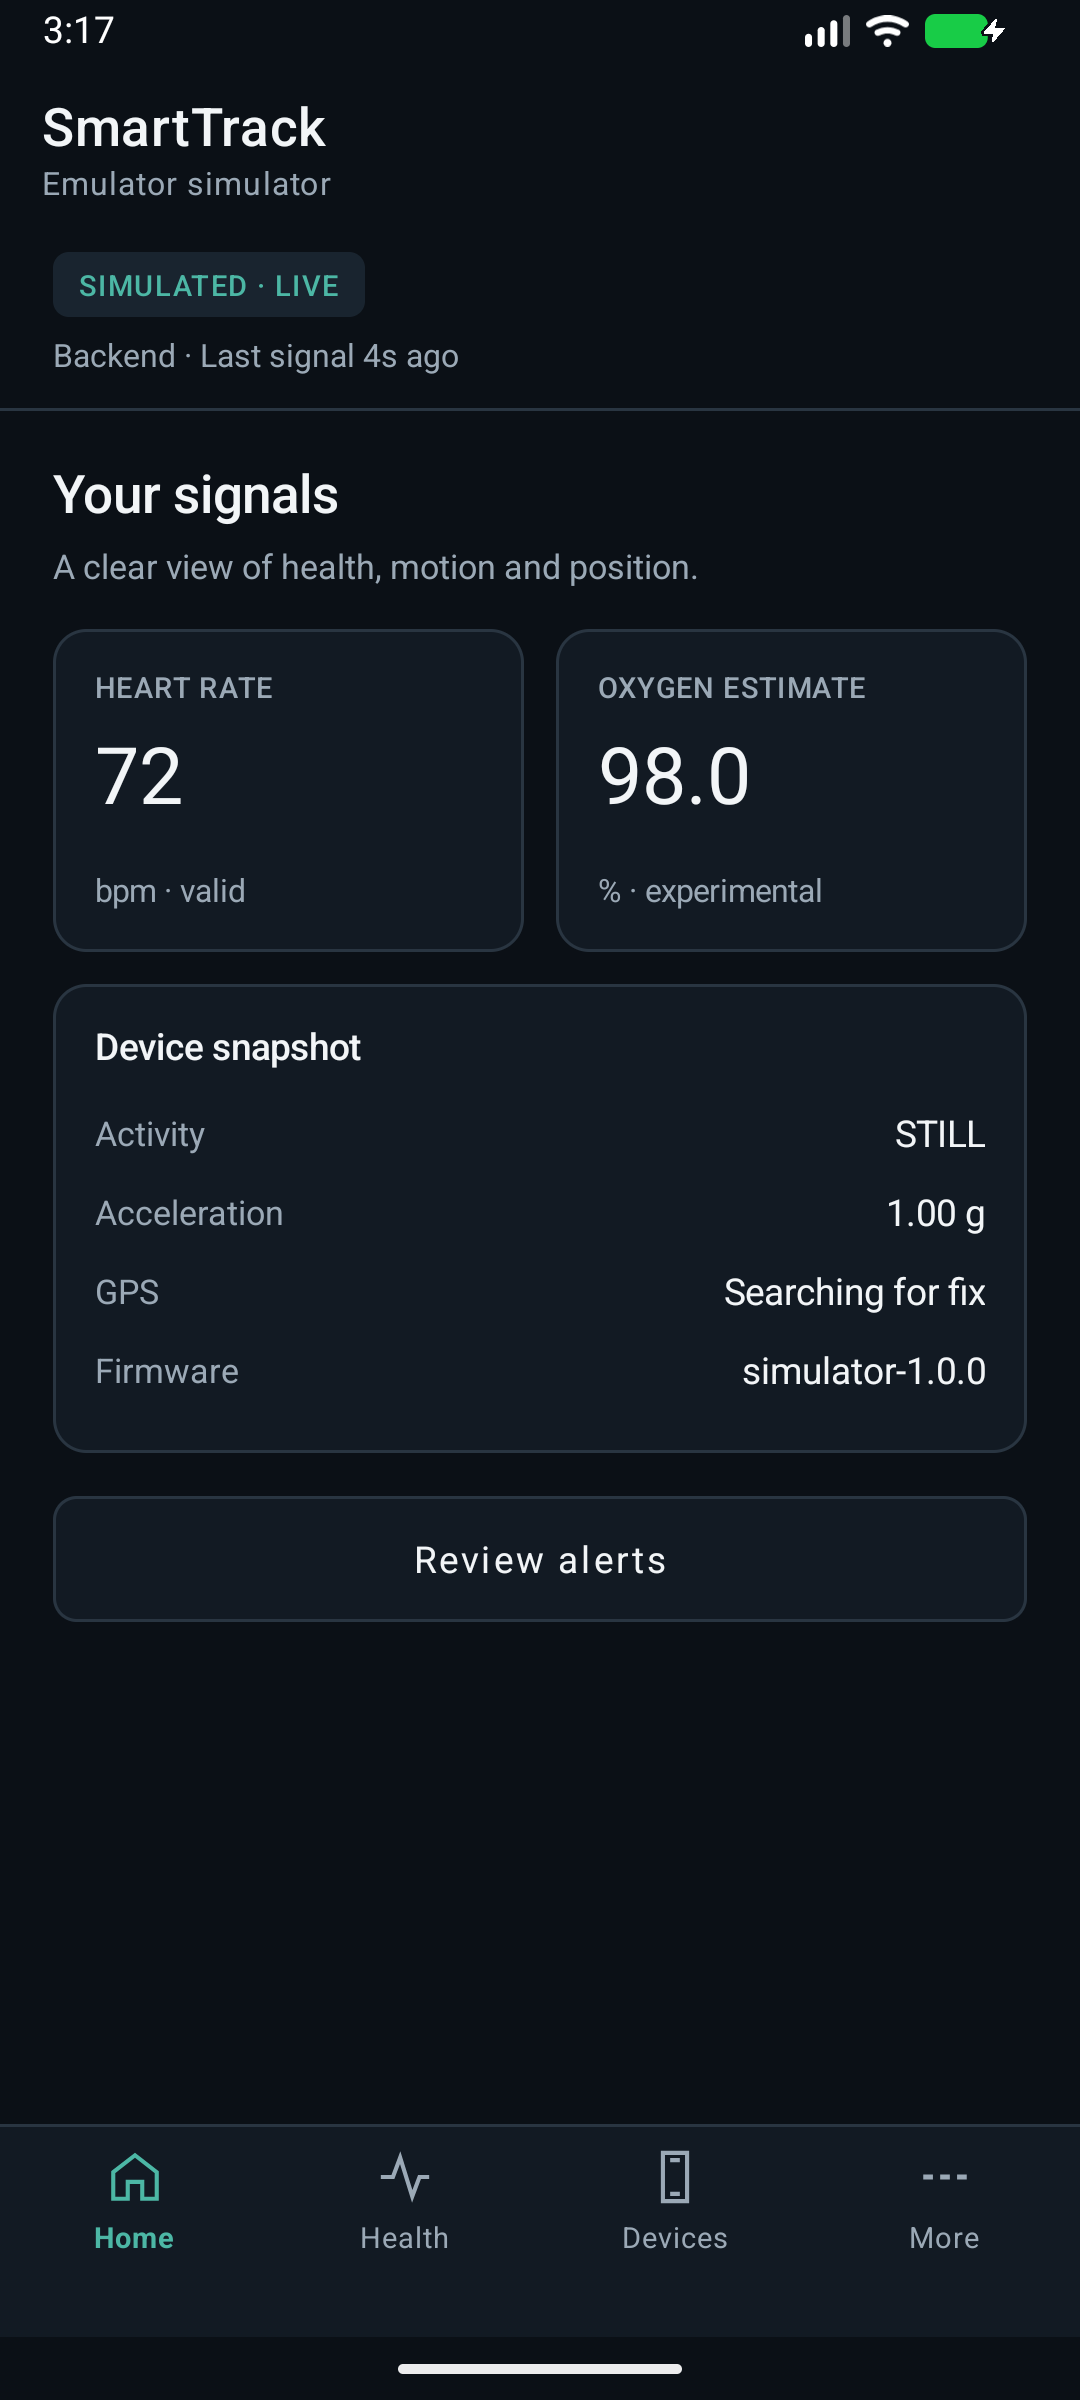 3:17
SmartTrack
Emulator simulator
SIMULATED · LIVE
Backend · Last signal 4s ago
Your signals
A clear view of health, motion and position.
HEART RATE
72
bpm · valid
OXYGEN ESTIMATE
98.0
% · experimental
Device snapshot
Activity STILL
Acceleration 1.00 g
GPS Searching for fix
Firmware simulator-1.0.0
Review alerts
Home Health Devices More